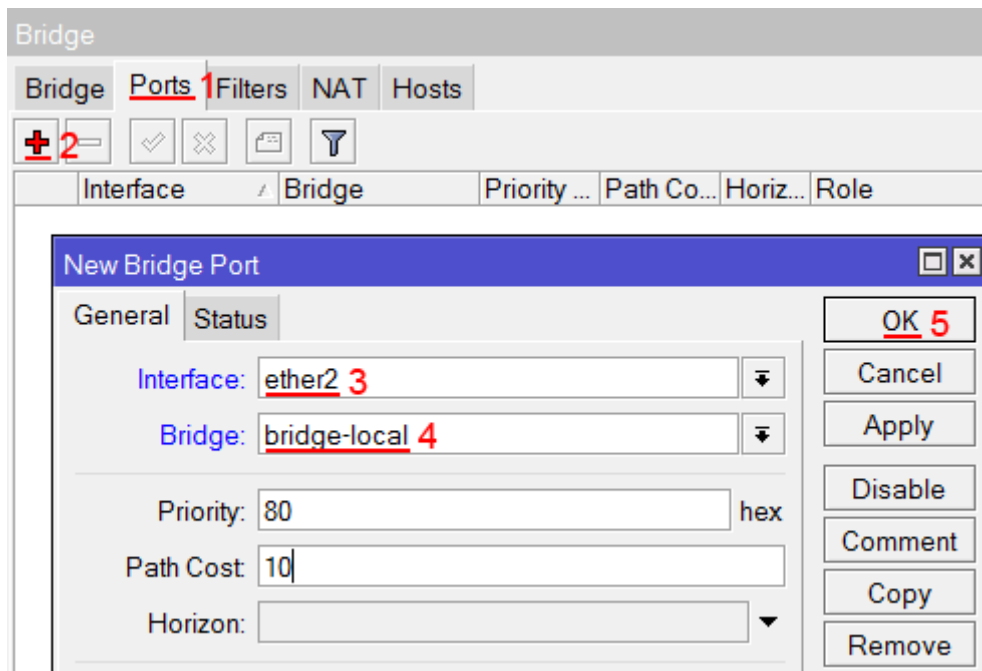 Bridge
Bridge Ports 1 Filters NAT Hosts
2
Interface Bridge Priority ... Path Co... Horiz... Role
New Bridge Port
General Status
OK 5
Interface: ether2 3
Cancel
Bridge: bridge-local 4
Apply
Priority: 80 hex
Disable
Path Cost: 10
Comment
Horizon:
Copy
Remove